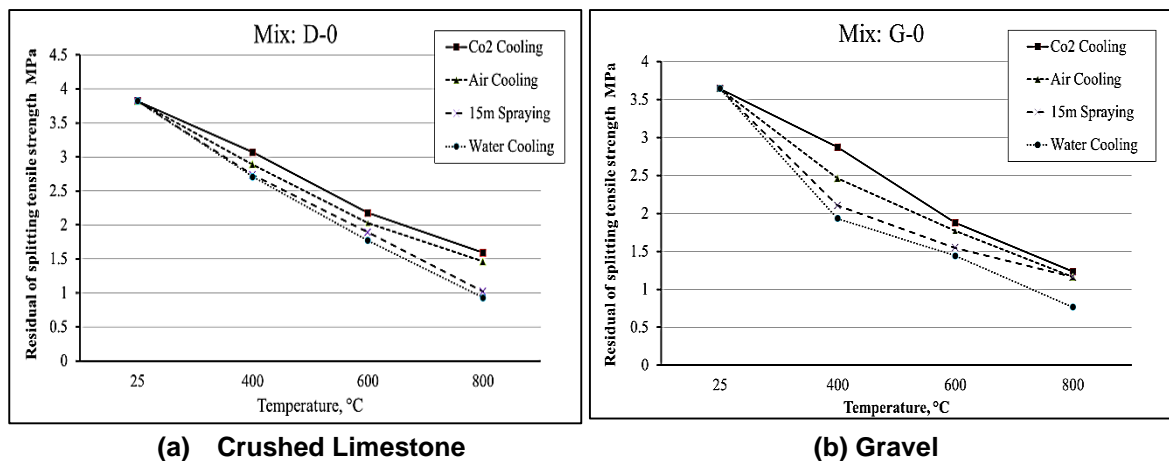 Mix: D-0
Co2 Cooling
Air Cooling
15m Spraying
Water Cooling
Residual of splitting tensile strength MPa
4.5
4
3.5
3
2.5
2
1.5
1
0.5
0
25 400 600 800
Temperature, °C
(a) Crushed Limestone
Mix: G-0
Co2 Cooling
Air Cooling
15m Spraying
Water Cooling
Residual of splitting tensile strength MPa
4
3.5
3
2.5
2
1.5
1
0.5
0
25 400 600 800
Temperature, °C
(b) Gravel